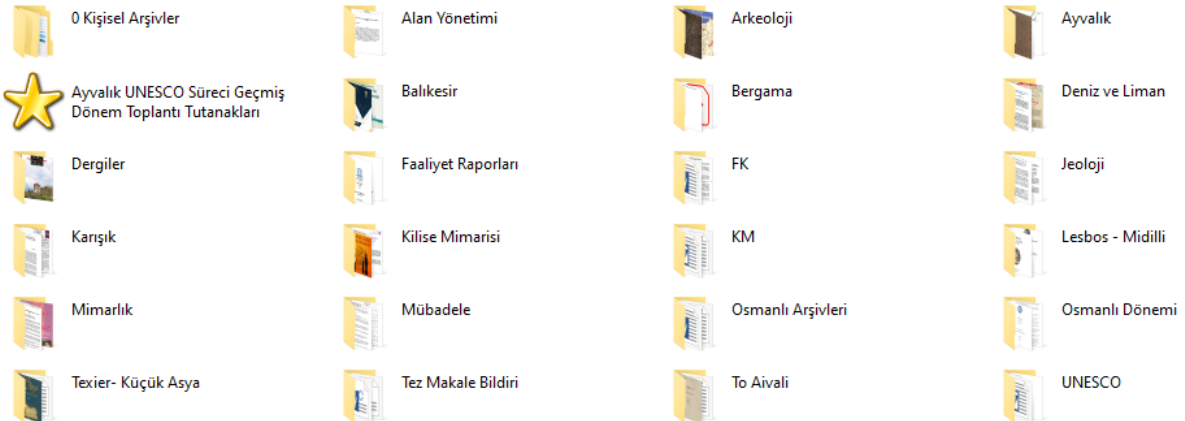 0 Kişisel Arşivler
Alan Yönetimi
Arkeoloji
Ayvalık
Ayvalık UNESCO Süreci Geçmiş
Dönem Toplantı Tutanakları
Balıkesir
Bergama
Deniz ve Liman
Dergiler
Faaliyet Raporları
FK
Jeoloji
Karışık
Kilise Mimarisi
KM
Lesbos - Midilli
Mimarlık
Mübadele
Osmanlı Arşivleri
Osmanlı Dönemi
Texier- Küçük Asya
Tez Makale Bildiri
To Aivali
UNESCO